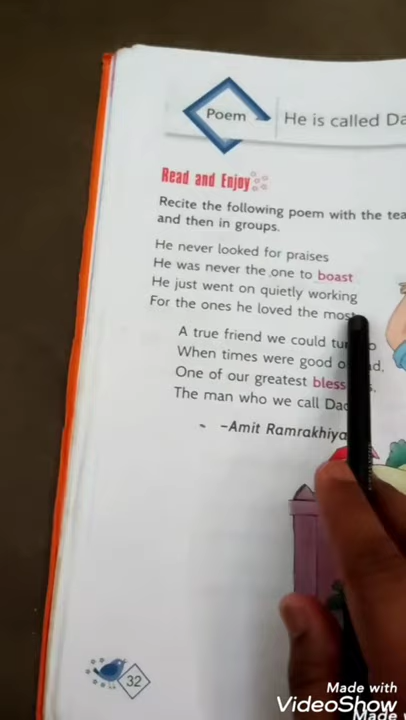 Poem
He is called Da
Read and Enjoy
Recite the following poem with the tea
and then in groups.
He never looked for praises
He was never the one to boast
He just went on quietly working
For the ones he loved the most
A true friend we could tu
When times were good o
One of our greatest bless
The man who we call Dad
-Amit Ramrakhiya
32
Made with
VideoShow
Made